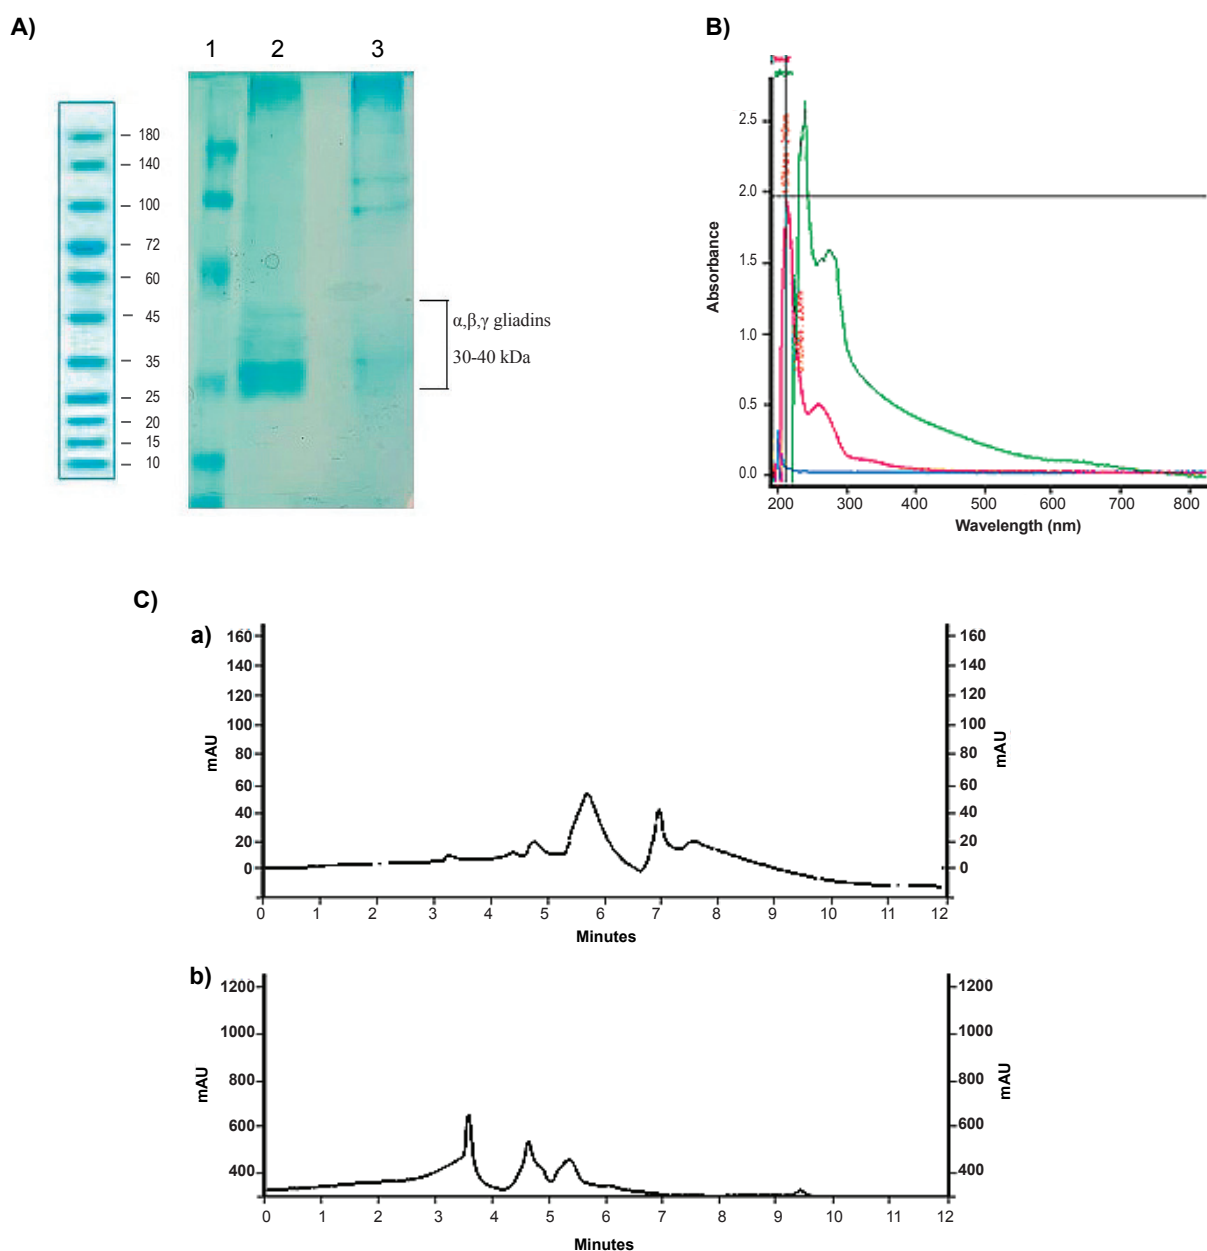 A)
1 2 3
180
140
100
72
60
45
35
25
20
15
10
α,β,γ gliadins
30-40 kDa
B)
2.5
2.0
1.5
1.0
0.5
0.0
Absorbance
200 300 400 500 600 700 800
Wavelength (nm)
C)
a)
160 160
140 140
120 120
100 100
80 80
60 60
40 40
20 20
0 0
mAU mAU
0 1 2 3 4 5 6 7 8 9 10 11 12
Minutes
b)
1200 1200
1000 1000
800 800
600 600
400 400
mAU mAU
0 1 2 3 4 5 6 7 8 9 10 11 12
Minutes